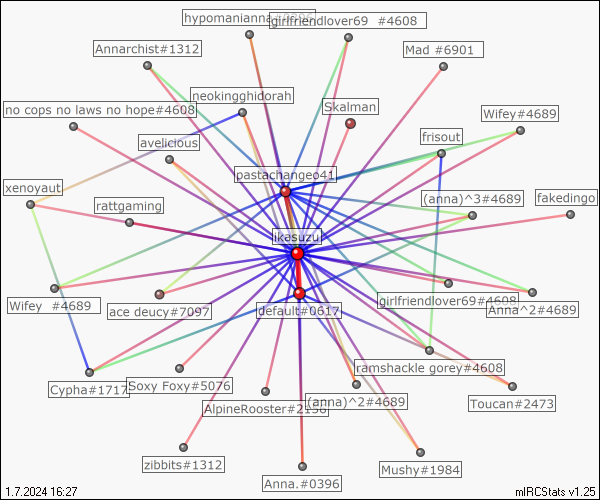 hypomanianna#0396
girlfriendlover69  #4608
Annarchist#1312
Mad #6901
neokingghidorah
no cops no laws no hope#4608
Skalman
Wifey#4689
avelicious
frisout
pastachangeo41
xenoyaut
(anna)^3#4689
fakedingo
rattgaming
ikasuzu
Wifey  #4689
ace deucy#7097
girlfriendlover69#4608
Anna^2#4689
default#0617
ramshackle gorey#4608
Cypha#1717
Soxy Foxy#5076
AlpineRooster#2138
(anna)^2#4689
Toucan#2473
zibbits#1312
Mushy#1984
Anna.#0396
1.7.2024 16:27
mIRCStats v1.25